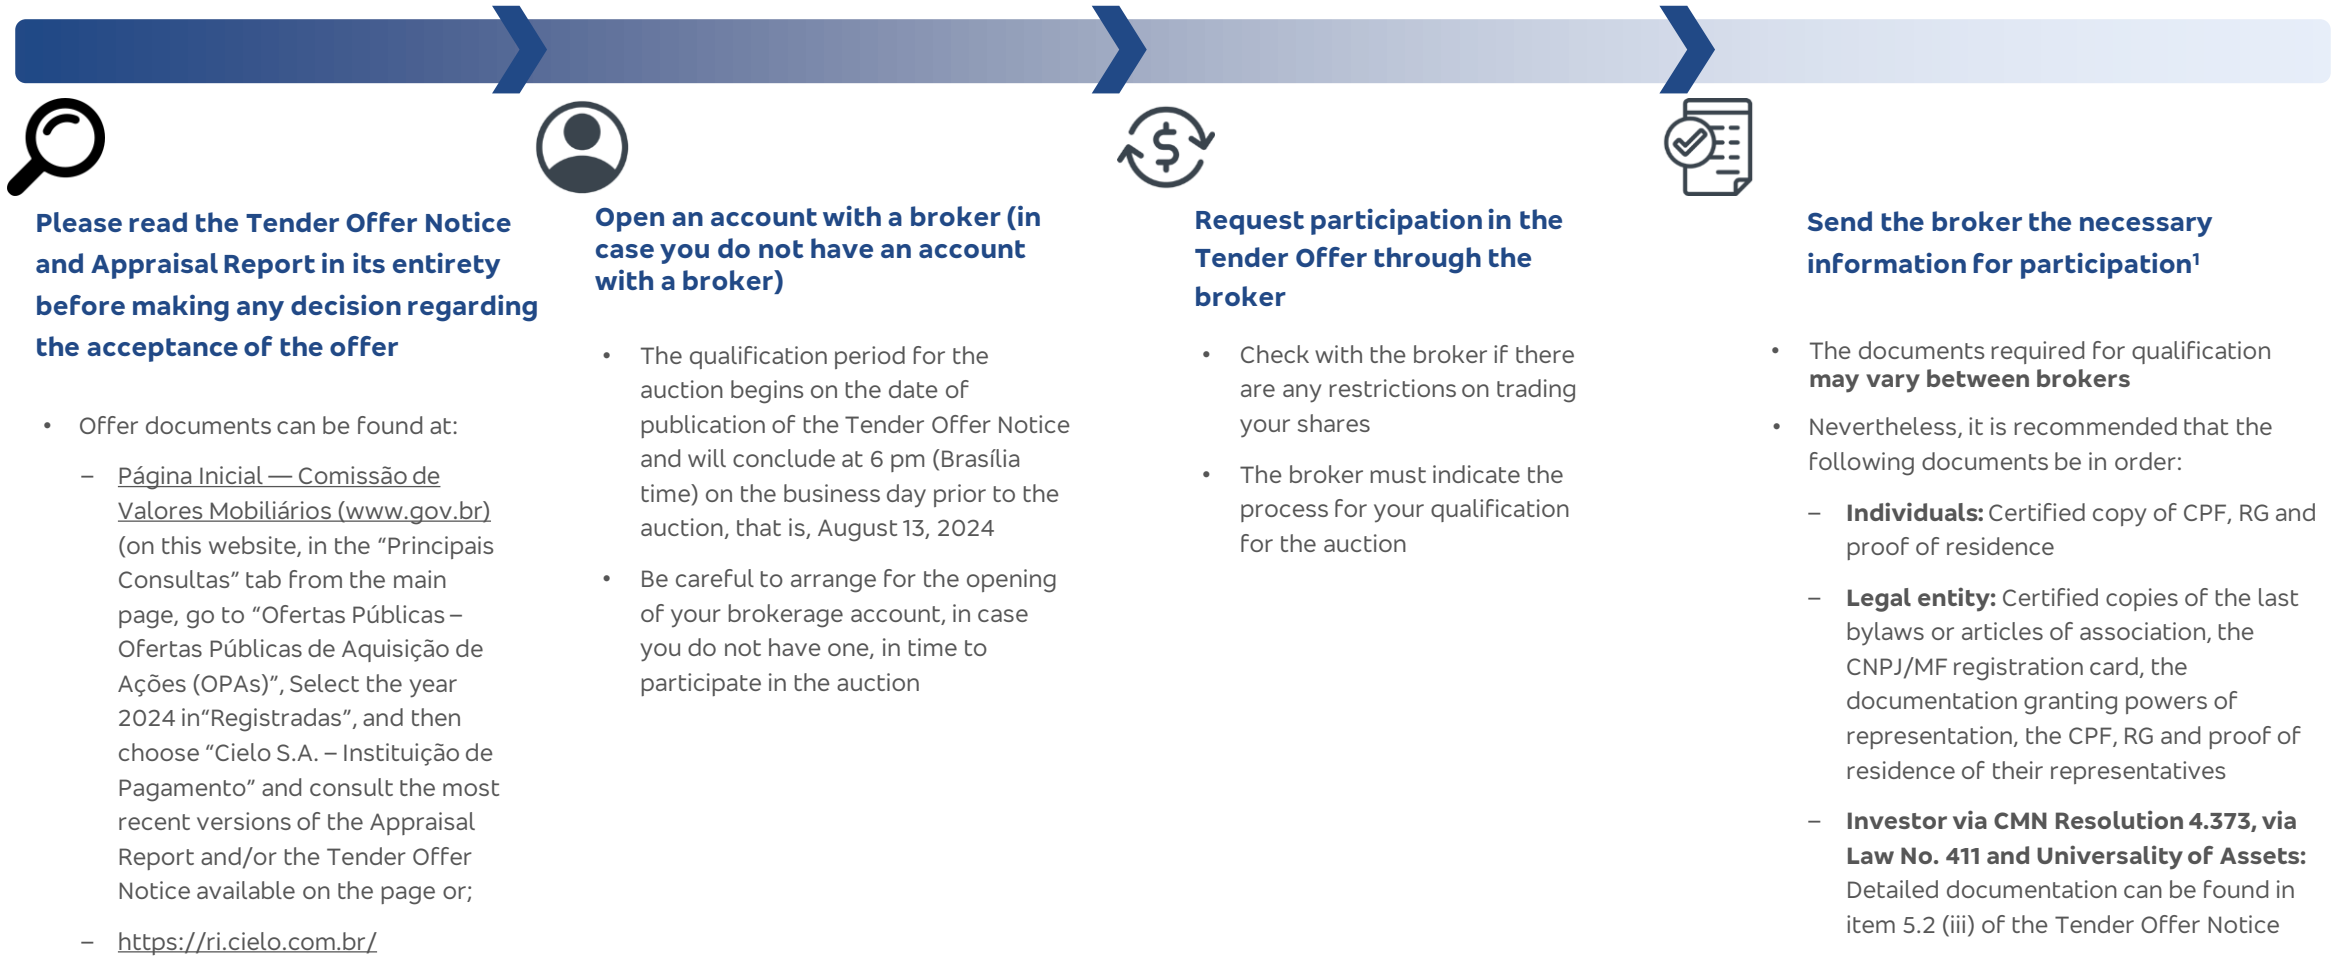 Please read the Tender Offer Notice
and Appraisal Report in its entirety
before making any decision regarding
the acceptance of the offer
• Offer documents can be found at:
– Página Inicial — Comissão de
Valores Mobiliários (www.gov.br)
(on this website, in the “Principais
Consultas” tab from the main
page, go to “Ofertas Públicas –
Ofertas Públicas de Aquisição de
Ações (OPAs)”, Select the year
2024 in“Registradas”, and then
choose “Cielo S.A. – Instituição de
Pagamento” and consult the most
recent versions of the Appraisal
Report and/or the Tender Offer
Notice available on the page or;
– https://ri.cielo.com.br/
Open an account with a broker (in
case you do not have an account
with a broker)
• The qualification period for the
auction begins on the date of
publication of the Tender Offer Notice
and will conclude at 6 pm (Brasília
time) on the business day prior to the
auction, that is, August 13, 2024
• Be careful to arrange for the opening
of your brokerage account, in case
you do not have one, in time to
participate in the auction
$
Request participation in the
Tender Offer through the
broker
• Check with the broker if there
are any restrictions on trading
your shares
• The broker must indicate the
process for your qualification
for the auction
Send the broker the necessary
information for participation¹
• The documents required for qualification
may vary between brokers
• Nevertheless, it is recommended that the
following documents be in order:
– Individuals: Certified copy of CPF, RG and
proof of residence
– Legal entity: Certified copies of the last
bylaws or articles of association, the
CNPJ/MF registration card, the
documentation granting powers of
representation, the CPF, RG and proof of
residence of their representatives
– Investor via CMN Resolution 4.373, via
Law No. 411 and Universality of Assets:
Detailed documentation can be found in
item 5.2 (iii) of the Tender Offer Notice